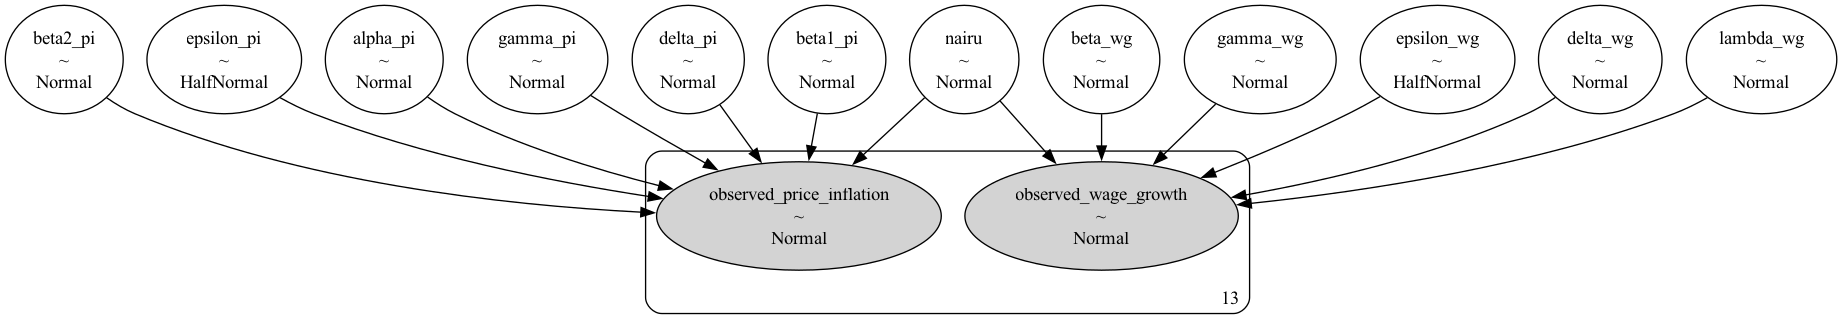 beta2_pi
~
Normal
epsilon_pi
~
HalfNormal
alpha_pi
~
Normal
gamma_pi
~
Normal
delta_pi
~
Normal
beta1_pi
~
Normal
nairu
~
Normal
beta_wg
~
Normal
gamma_wg
~
Normal
epsilon_wg
~
HalfNormal
delta_wg
~
Normal
lambda_wg
~
Normal
observed_price_inflation
~
Normal
observed_wage_growth
~
Normal
13